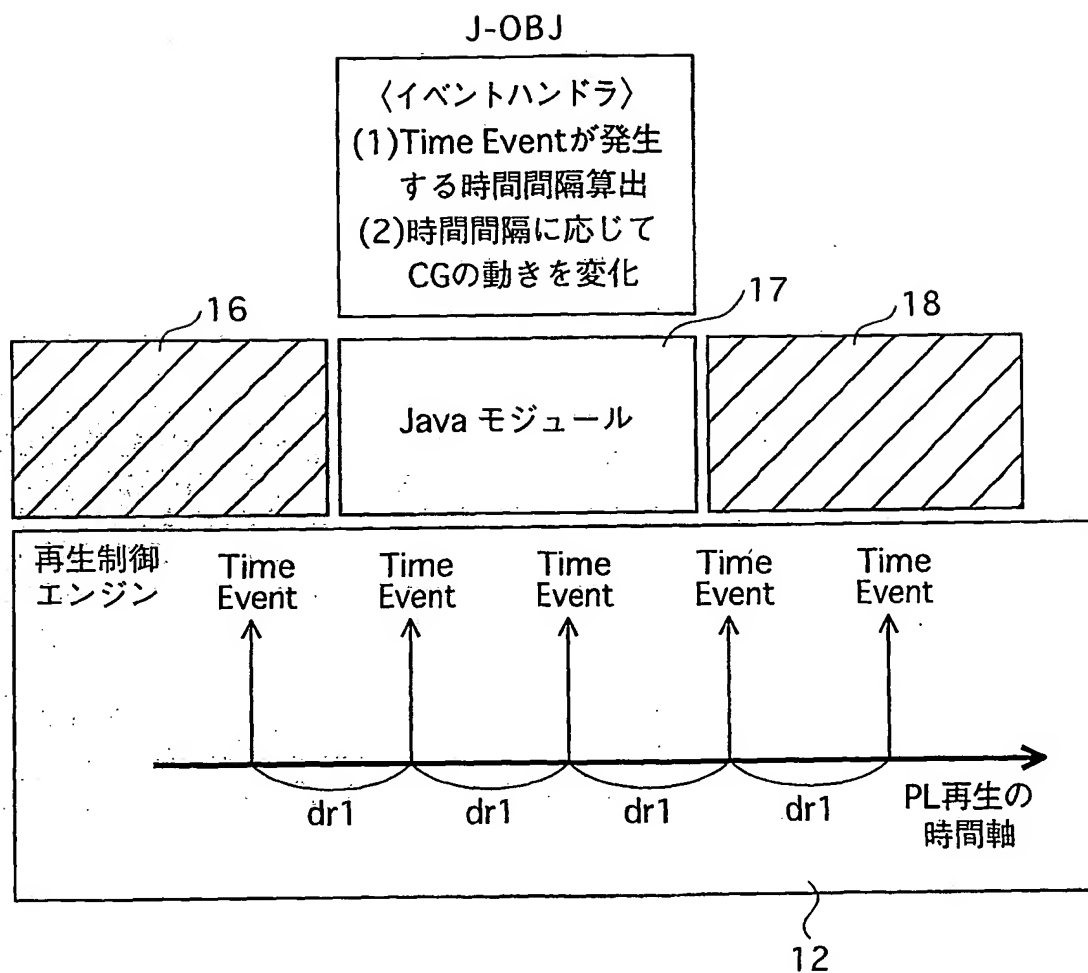 J-OBJ
〈イベントハンドラ〉
(1)Time Eventが発生
する時間間隔算出
(2)時間間隔に応じて
CGの動きを変化
16
17
18
Java モジュール
再生制御
エンジン
Time
Event
Time
Event
Time
Event
Time
Event
Time
Event
dr1
dr1
dr1
dr1
PL再生の
時間軸
12